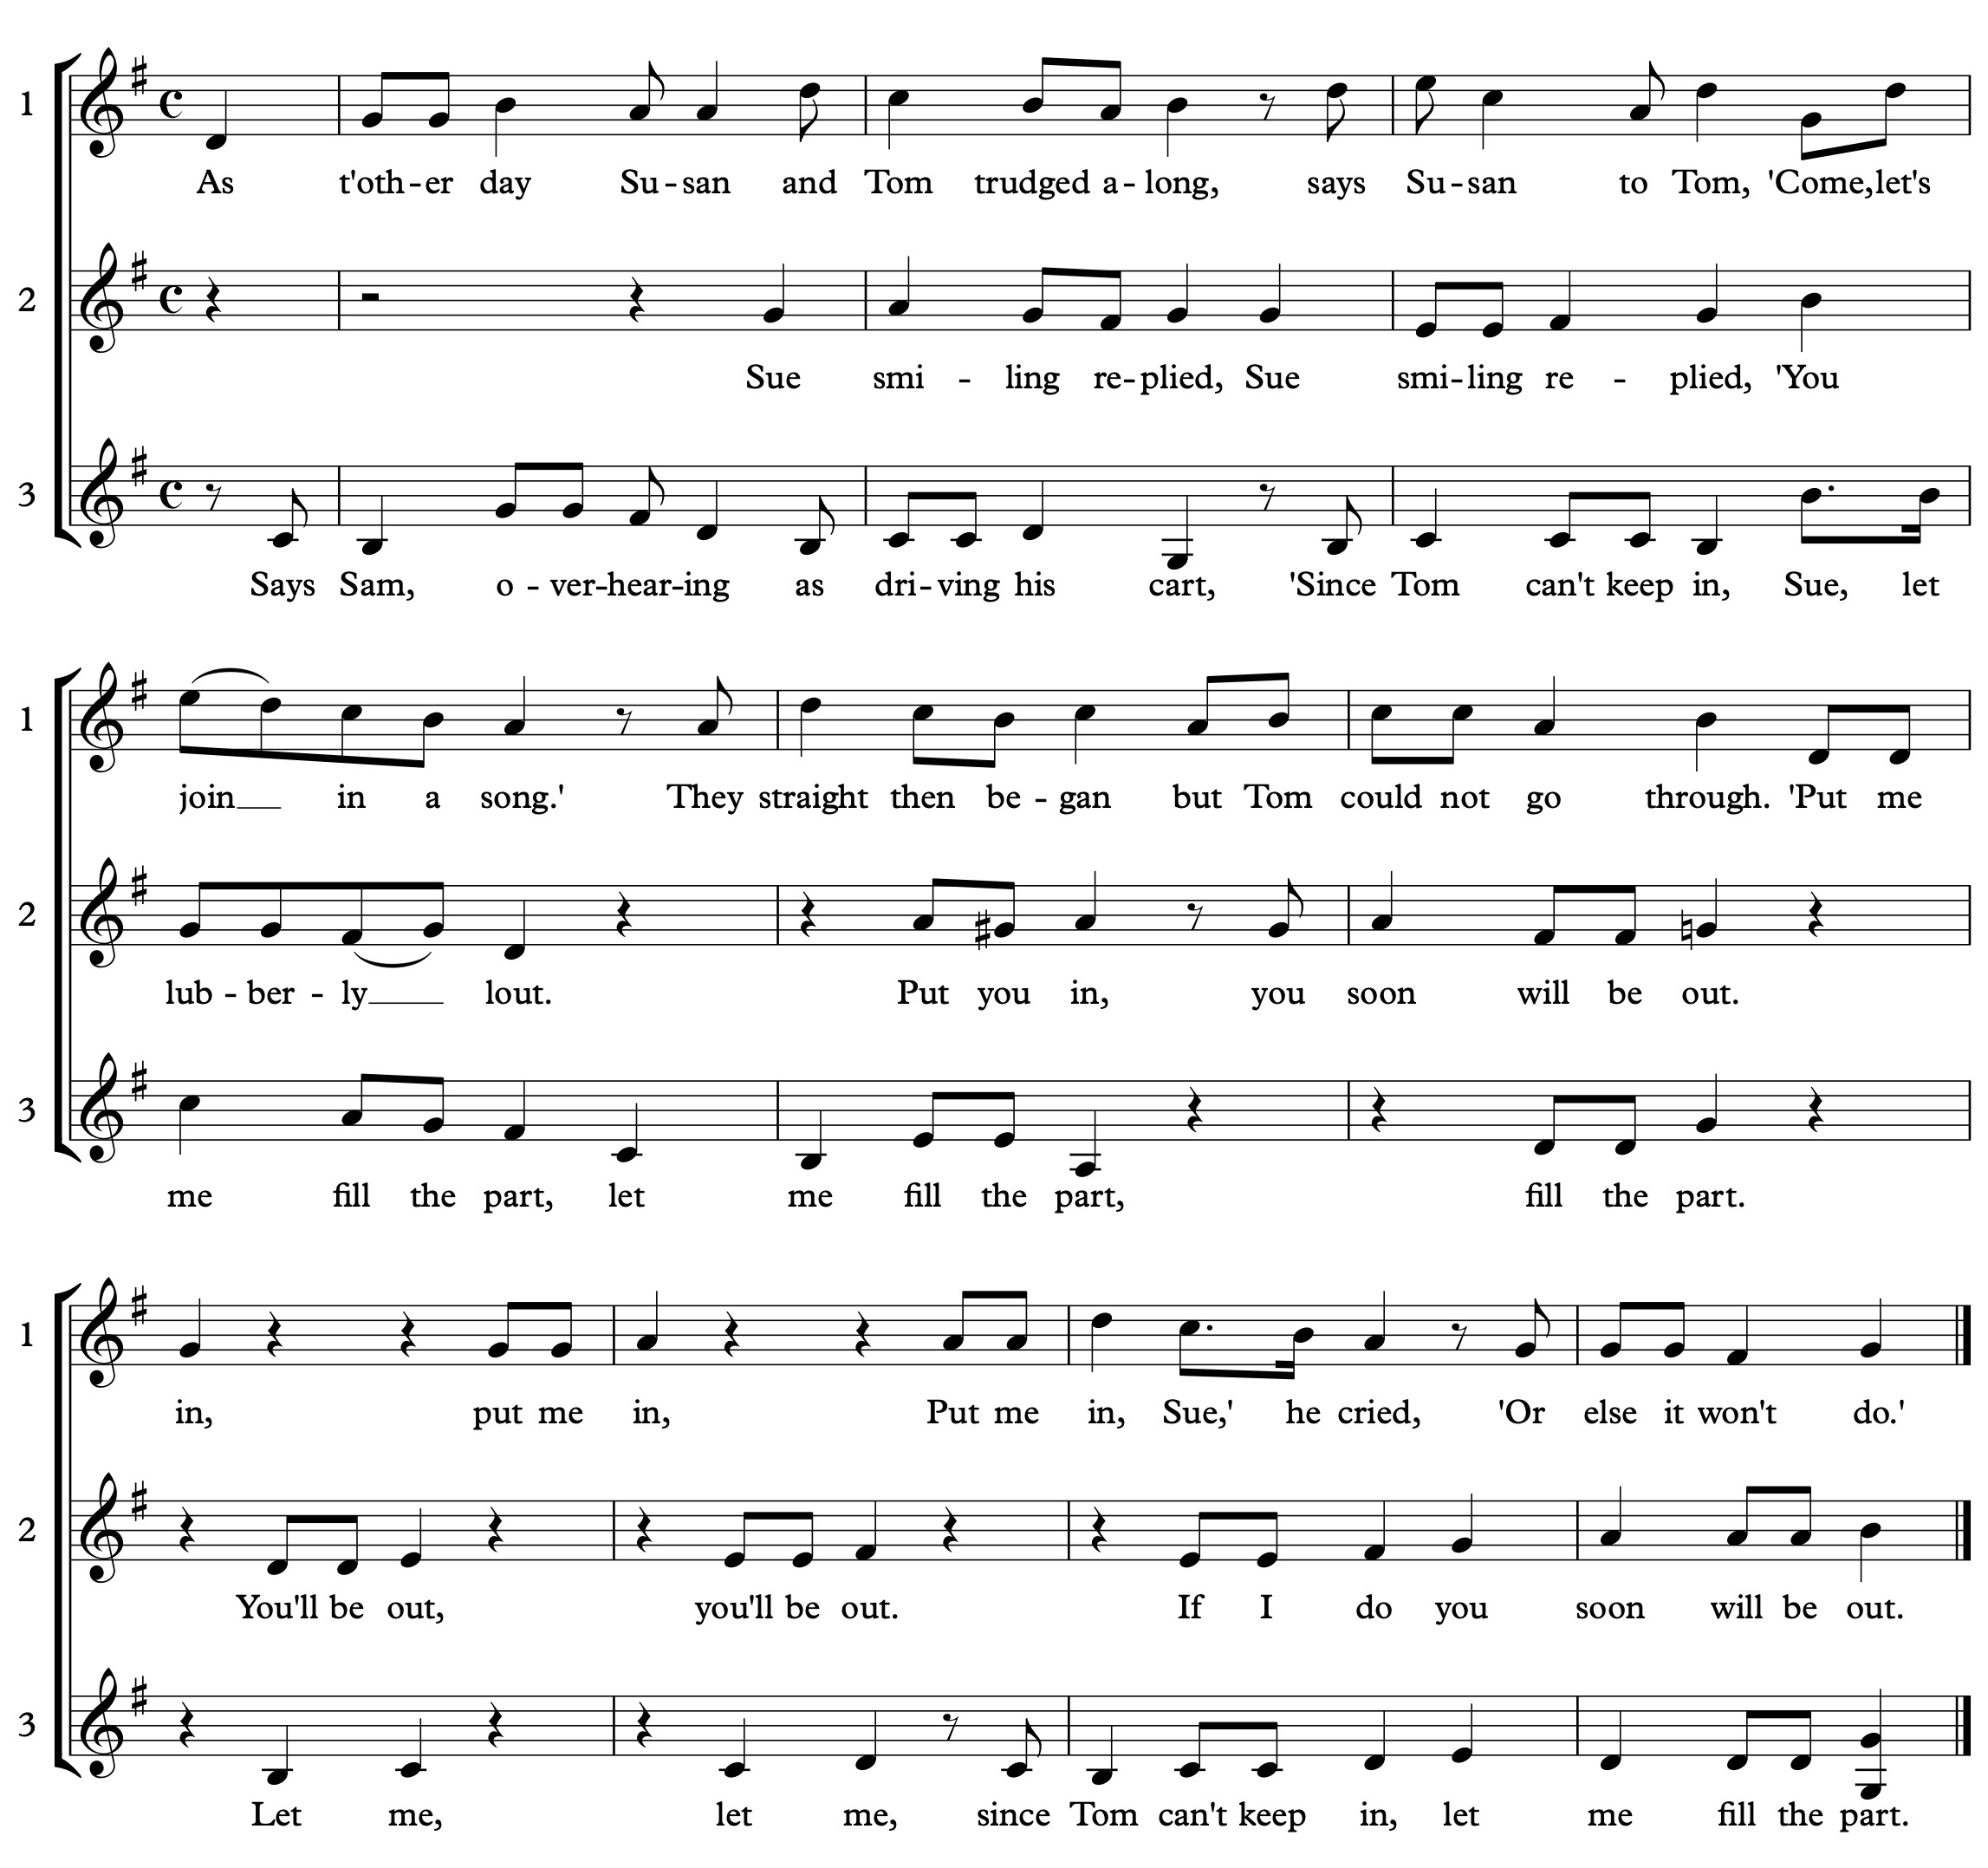 1
As t'oth-er day Su-san and Tom trudged a-long, says Su-san to Tom, 'Come, let's
2
Sue smi - ling re-plied, Sue smi-ling re - plied, 'You
3
Says Sam, o - ver-hear-ing as dri-ving his cart, 'Since Tom can't keep in, Sue, let
1
join__ in a song.' They straight then be - gan but Tom could not go through. 'Put me
2
lub - ber - ly__ lout. Put you in, you soon will be out.
3
me fill the part, let me fill the part, fill the part.
1
in, put me in, Put me in, Sue,' he cried, 'Or else it won't do.'
2
You'll be out, you'll be out. If I do you soon will be out.
3
Let me, let me, since Tom can't keep in, let me fill the part.